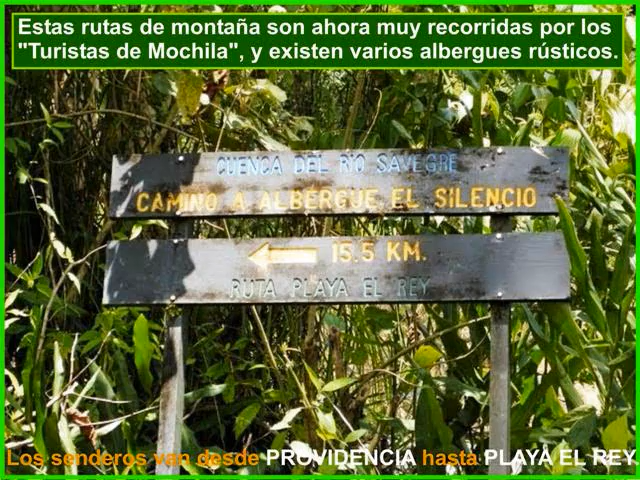 Estas rutas de montaña son ahora muy recorridas por los
"Turistas de Mochila", y existen varios albergues rústicos.
CUENCA DEL RIO SAVEGRE
CAMINO A ALBERGUE EL SILENCIO
15.5 KM.
RUTA PLAYA EL REY
Los senderos van desde PROVIDENCIA hasta PLAYA EL REY